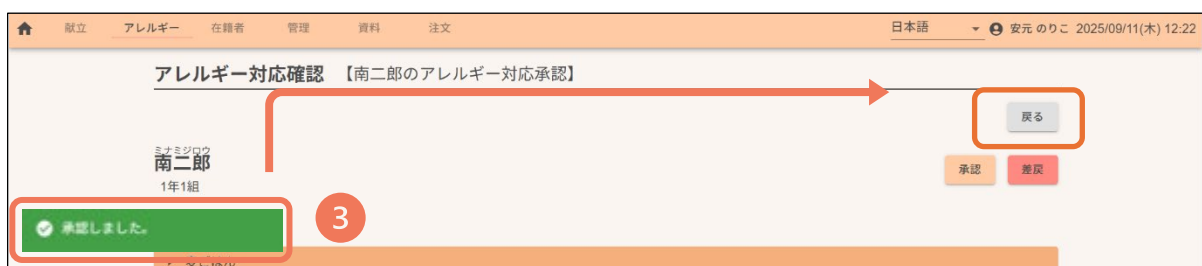 献立 アレルギー 在籍者 管理 資料 注文 日本語 安元 のりこ 2025/09/11(木) 12:22
アレルギー対応確認 【南二郎のアレルギー対応承認】
戻る
ミナミジロウ
南二郎
承認 差戻
1年1組
承認しました。
3